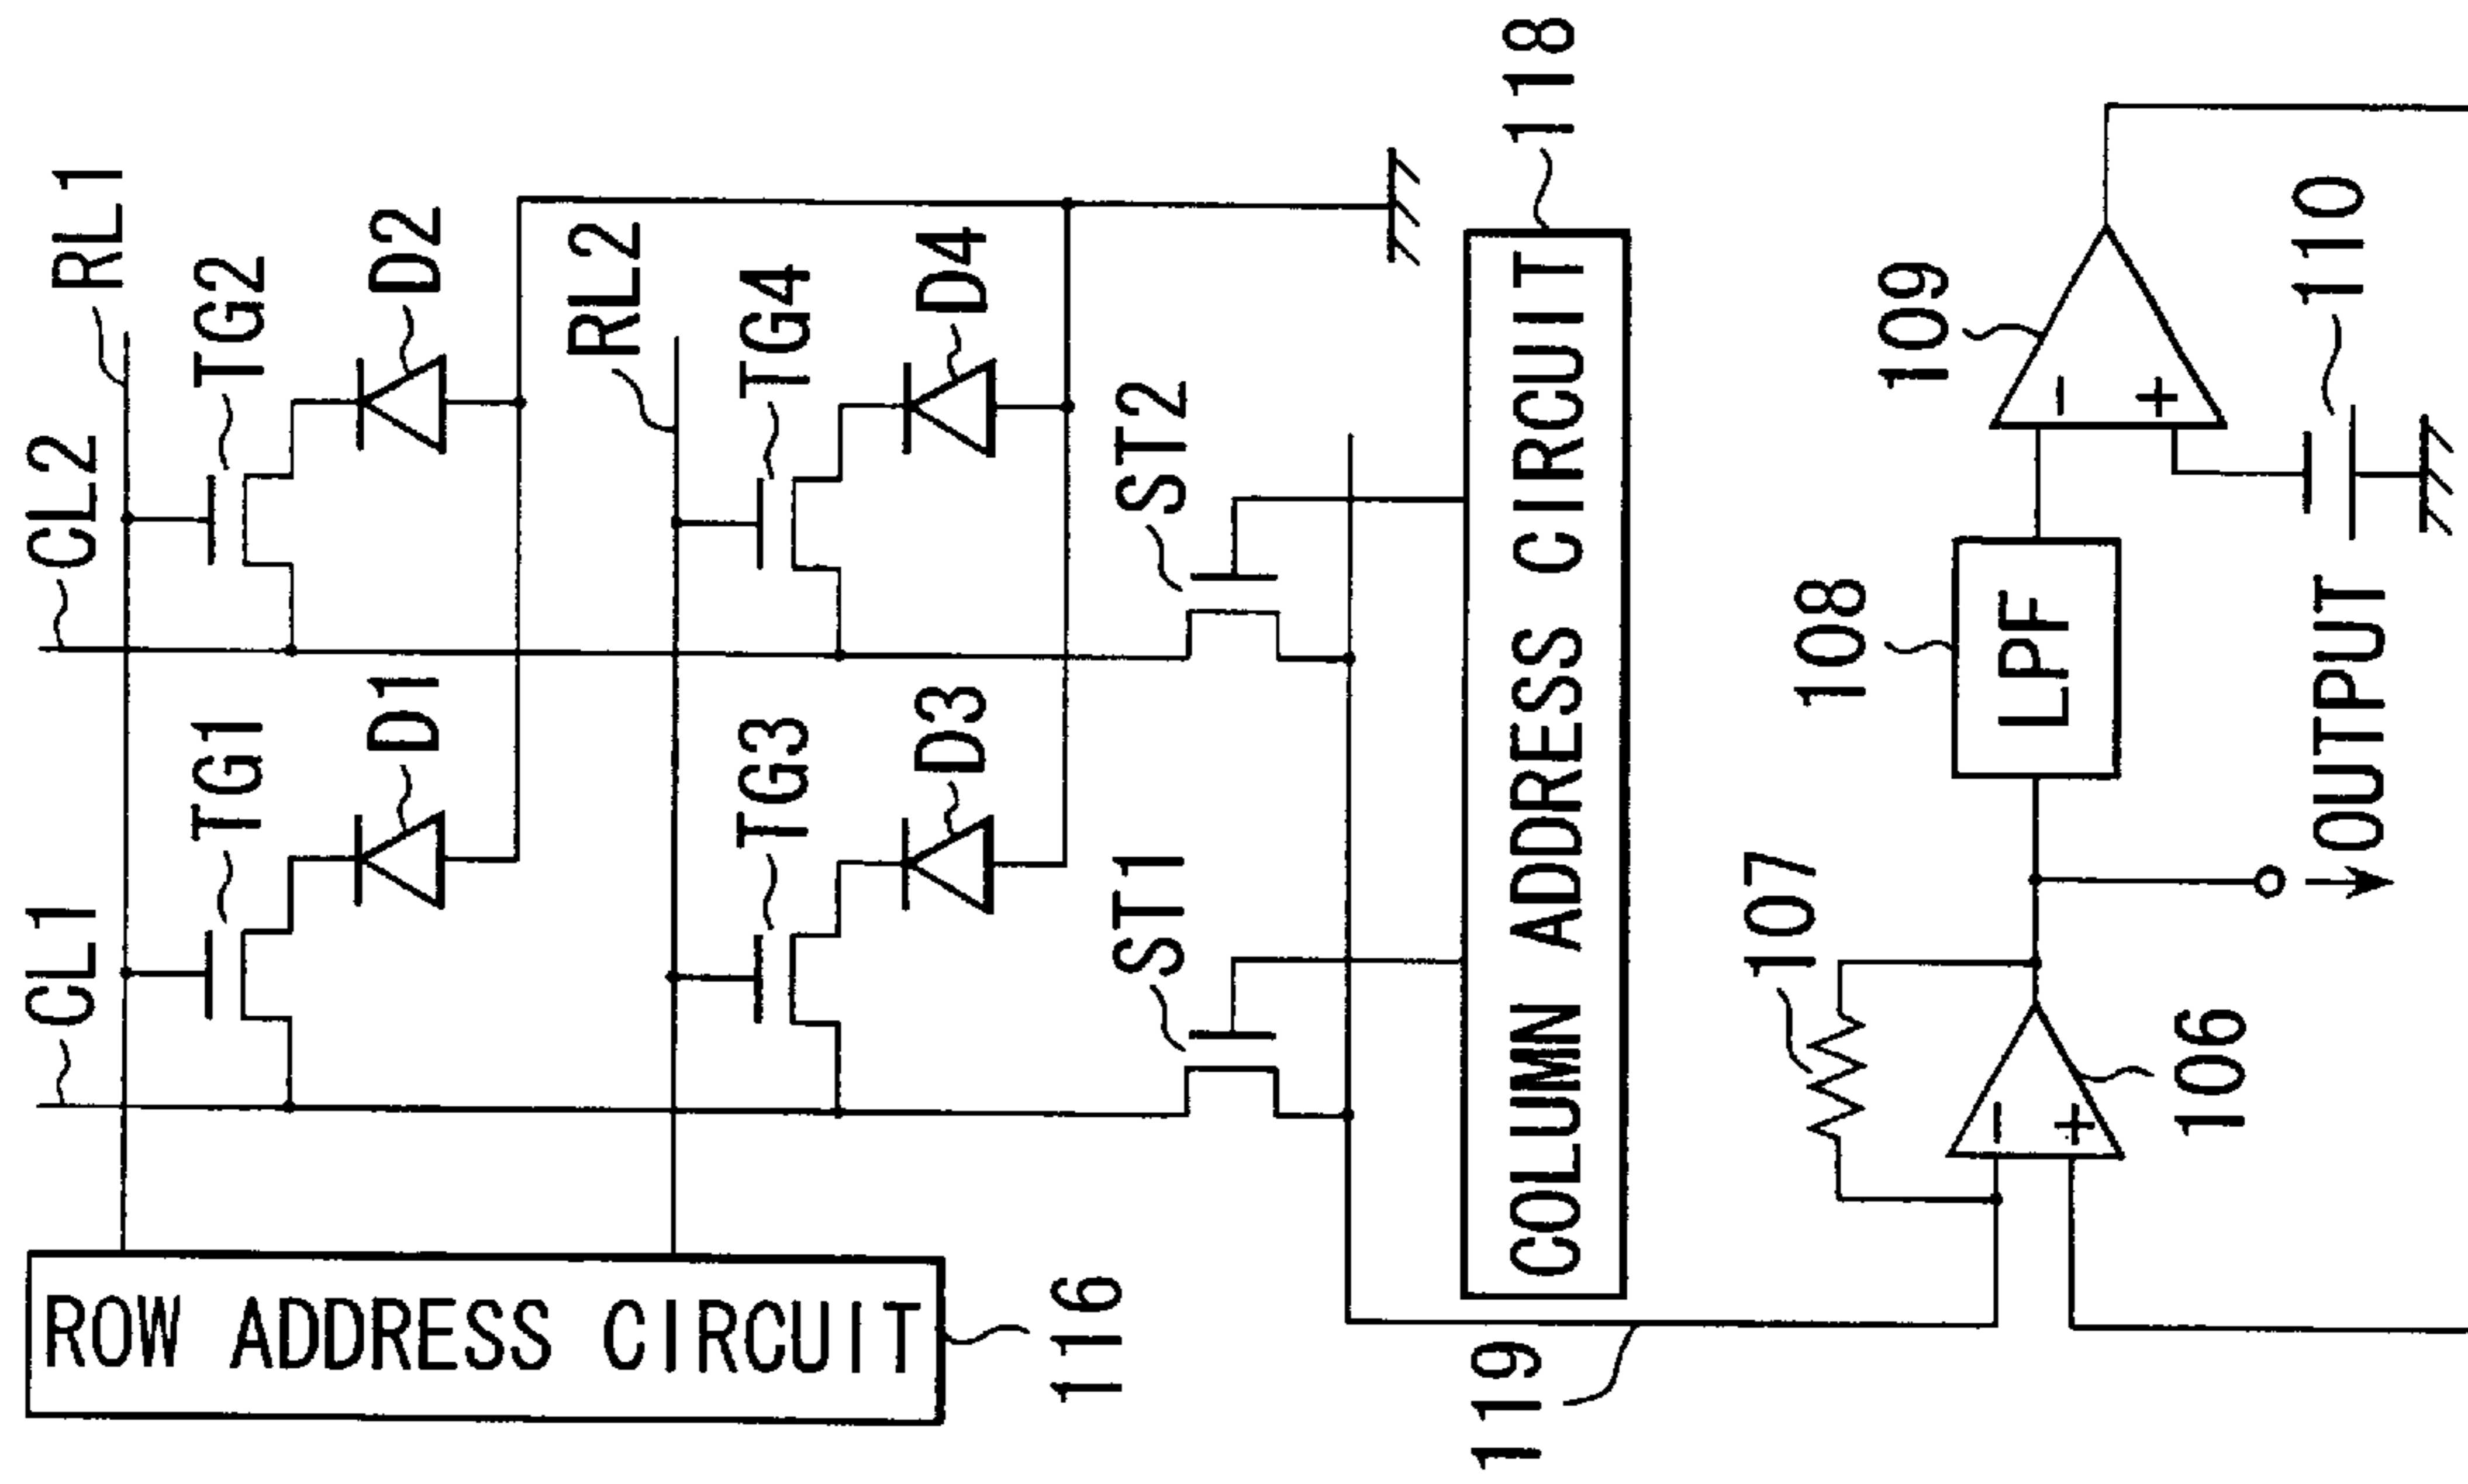 CL1
CL2
RL1
TG1
TG2
D1
D2
RL2
TG3
TG4
D3
D4
ROW ADDRESS CIRCUIT
116
ST1
ST2
COLUMN ADDRESS CIRCUIT
118
119
107
108
109
LPF
−
+
−
+
106
OUTPUT
110